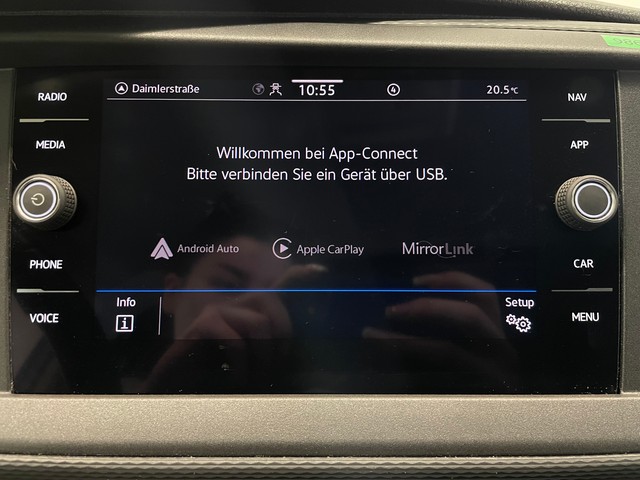 RADIO
MEDIA
PHONE
VOICE
Daimlerstraße
10:55
4
20.5°C
Willkommen bei App-Connect
Bitte verbinden Sie ein Gerät über USB.
Android Auto
Apple CarPlay
MirrorLink
Info
Setup
NAV
APP
CAR
MENU